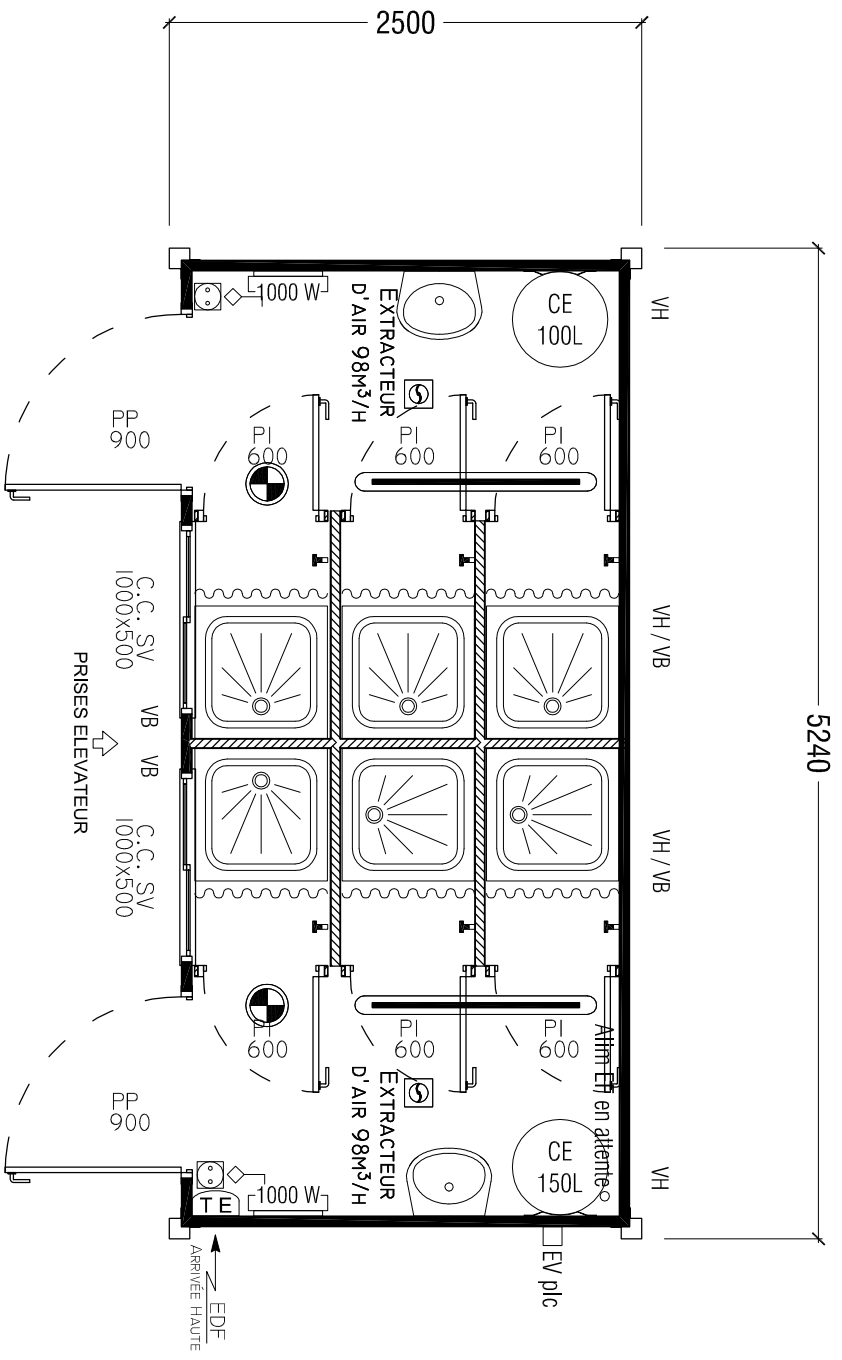 2500
5240
VH
VH / VB
VH / VB
VH
1000 W
EXTRACTEUR
D'AIR 98M³/H
CE
100L
PP
900
PI
600
PI
600
PI
600
C.C. SV
1000X500
VB
VB
PRISES ELEVATEUR
C.C. SV
1000X500
PI
600
PI
600
PI
600
Alim EF en attente
PP
900
EXTRACTEUR
D'AIR 98M³/H
CE
150L
1000 W
T E
EDF
ARRIVÉE HAUTE
EV plc